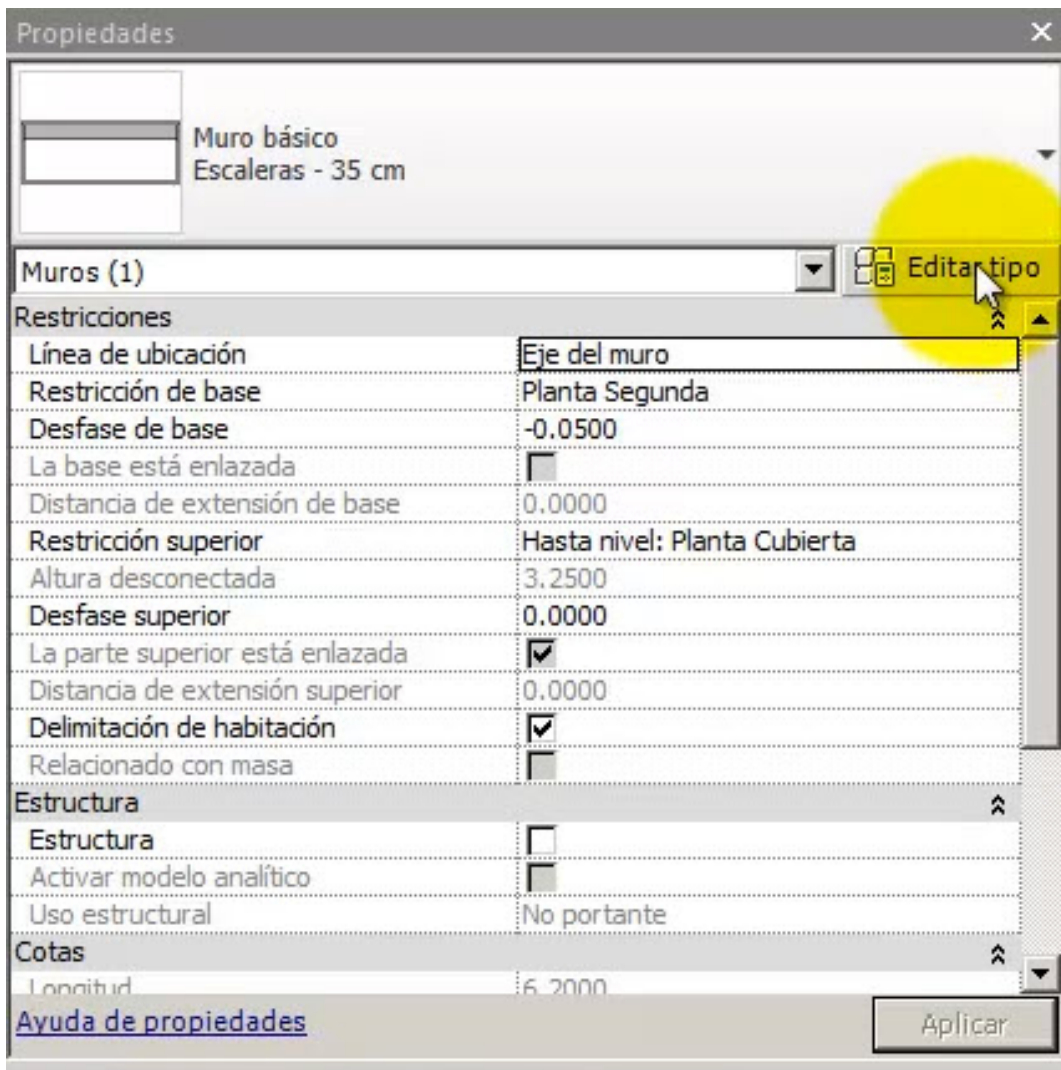 Propiedades
Muro básico
Escaleras - 35 cm
Muros (1)
Editar tipo
Restricciones
Línea de ubicación Eje del muro
Restricción de base Planta Segunda
Desfase de base -0.0500
La base está enlazada
Distancia de extensión de base 0.0000
Restricción superior Hasta nivel: Planta Cubierta
Altura desconectada 3.2500
Desfase superior 0.0000
La parte superior está enlazada
Distancia de extensión superior 0.0000
Delimitación de habitación
Relacionado con masa
Estructura
Estructura
Activar modelo analítico
Uso estructural No portante
Cotas
Longitud 6.2000
Ayuda de propiedades Aplicar